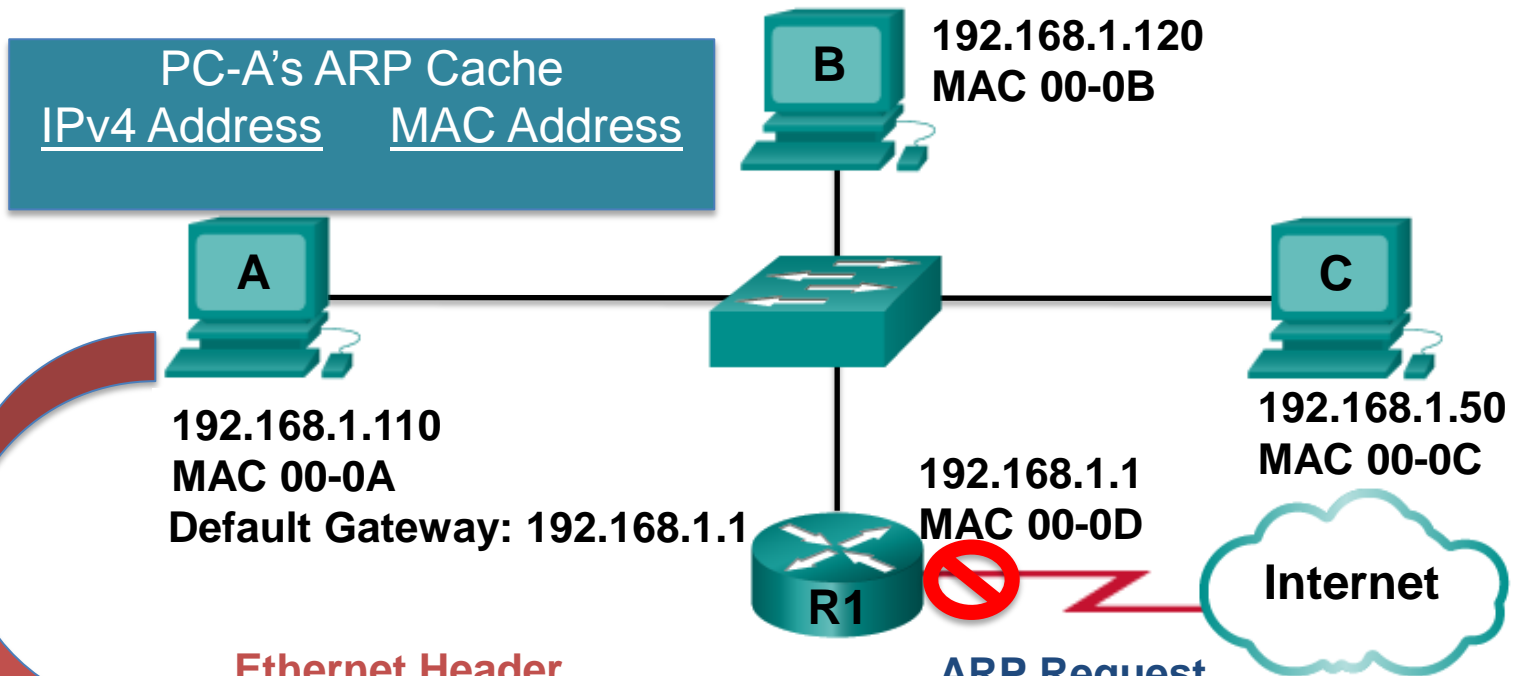 PC-A’s ARP Cache
IPv4 Address MAC Address
B
192.168.1.120
MAC 00-0B
A
192.168.1.110
MAC 00-0A
Default Gateway: 192.168.1.1
C
192.168.1.50
MAC 00-0C
192.168.1.1
MAC 00-0D
R1
Internet
Ethernet Header
ARP Request